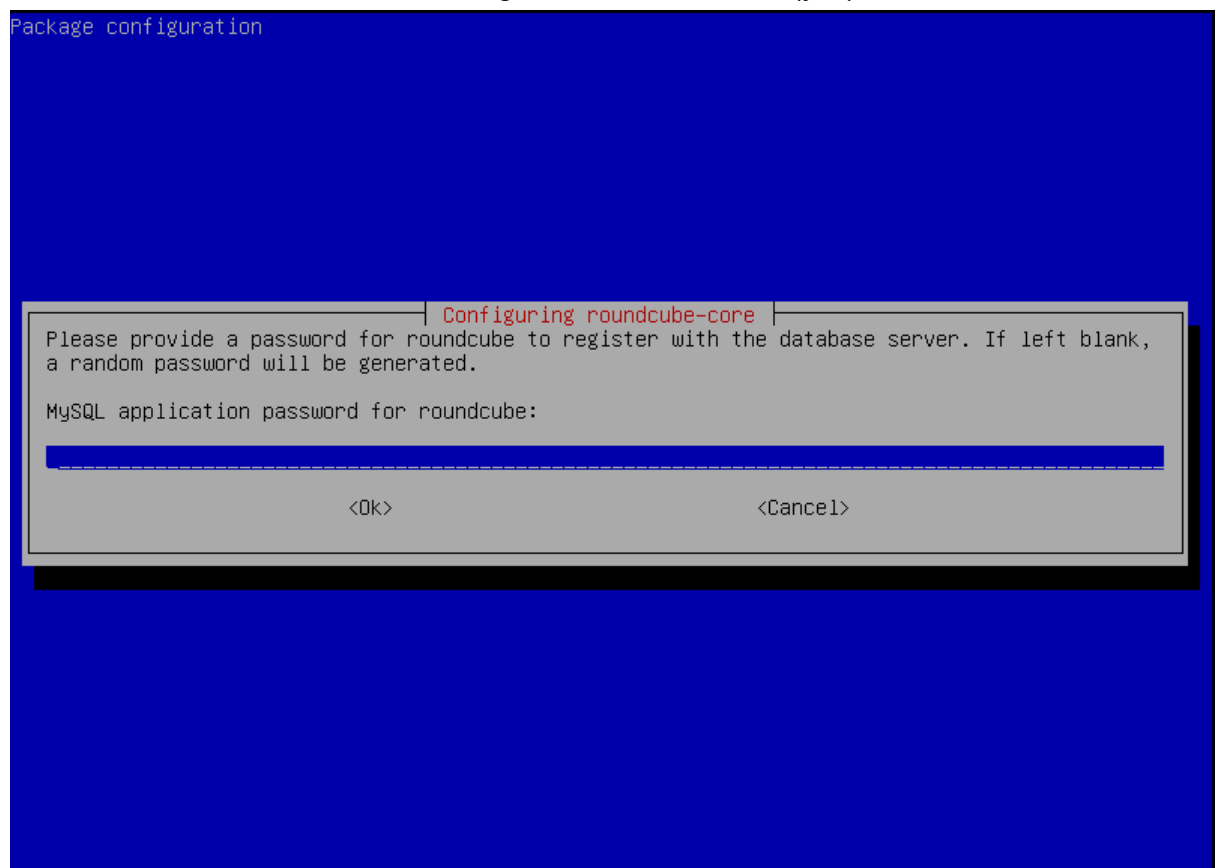 Package configuration
Configuring roundcube-core
Please provide a password for roundcube to register with the database server. If left blank,
a random password will be generated.
MySQL application password for roundcube:
<Ok> <Cancel>